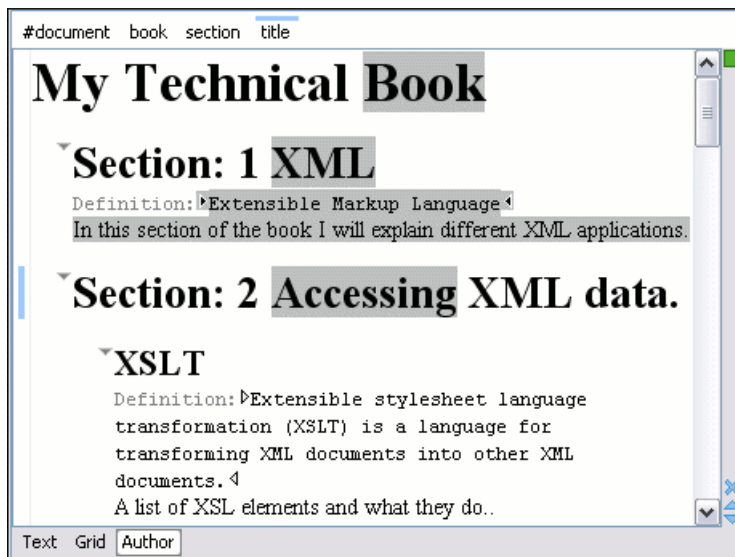 #document book section title
My Technical Book
Section: 1 XML
Definition: Extensible Markup Language
In this section of the book I will explain different XML applications.
Section: 2 Accessing XML data.
XSLT
Definition: Extensible stylesheet language
transformation (XSLT) is a language for
transforming XML documents into other XML
documents.
A list of XSL elements and what they do..
Text Grid Author